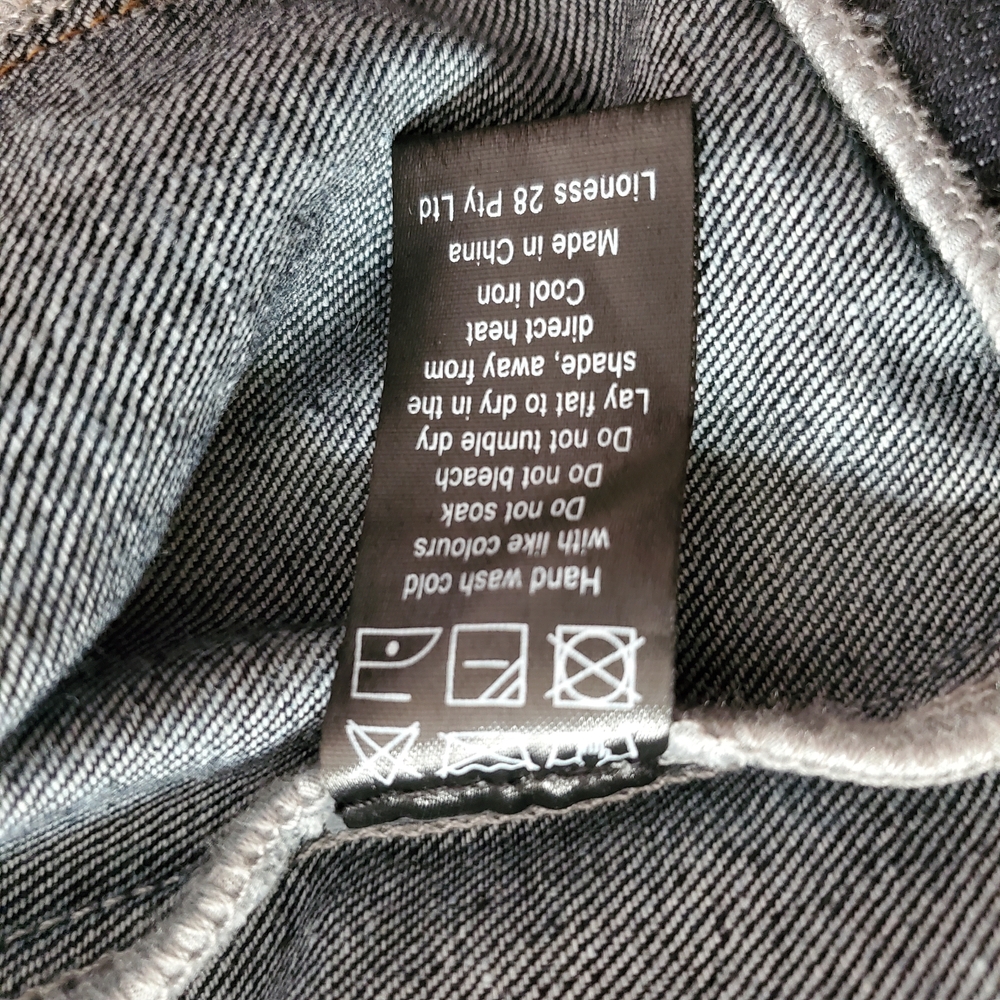 Hand wash cold
with like colours
Do not soak
Do not bleach
Do not tumble dry
Lay flat to dry in the
shade, away from
direct heat
Cool iron
Made in China
Lioness 28 Pty Ltd